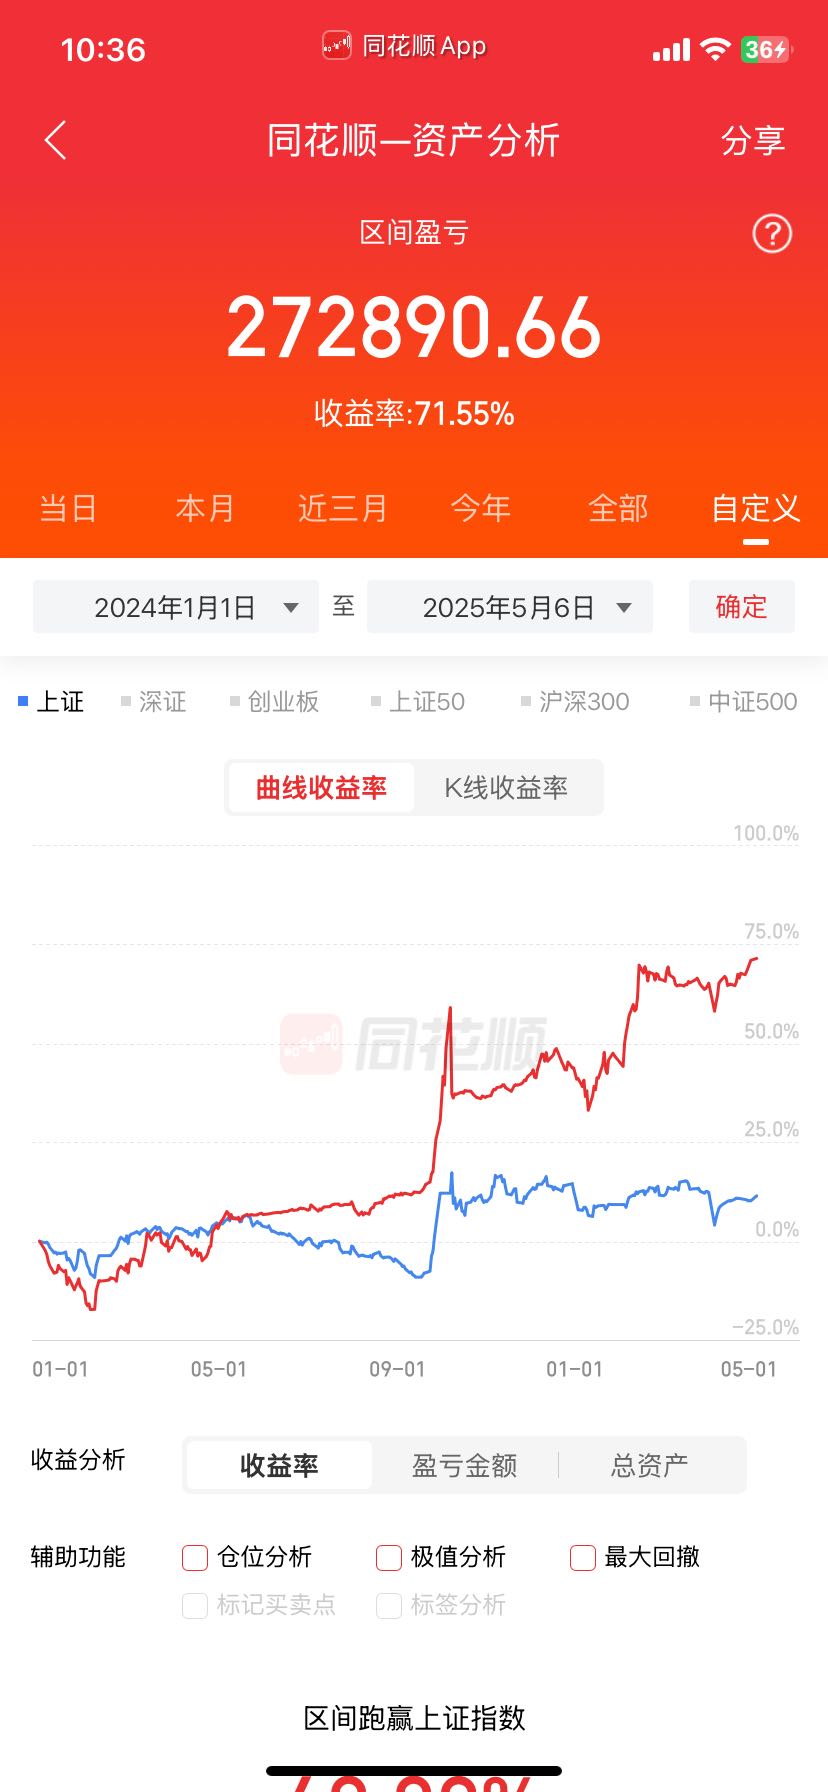 10:36
同花顺App
36
同花顺—资产分析
分享
区间盈亏
?
272890.66
收益率:71.55%
当日 本月 近三月 今年 全部 自定义
2024年1月1日 至 2025年5月6日 确定
上证 深证 创业板 上证50 沪深300 中证500
曲线收益率 K线收益率
100.0%
75.0%
同花顺
50.0%
25.0%
0.0%
-25.0%
01-01 05-01 09-01 01-01 05-01
收益分析 收益率 盈亏金额 总资产
辅助功能 仓位分析 极值分析 最大回撤
标记买卖点 标签分析
区间跑赢上证指数